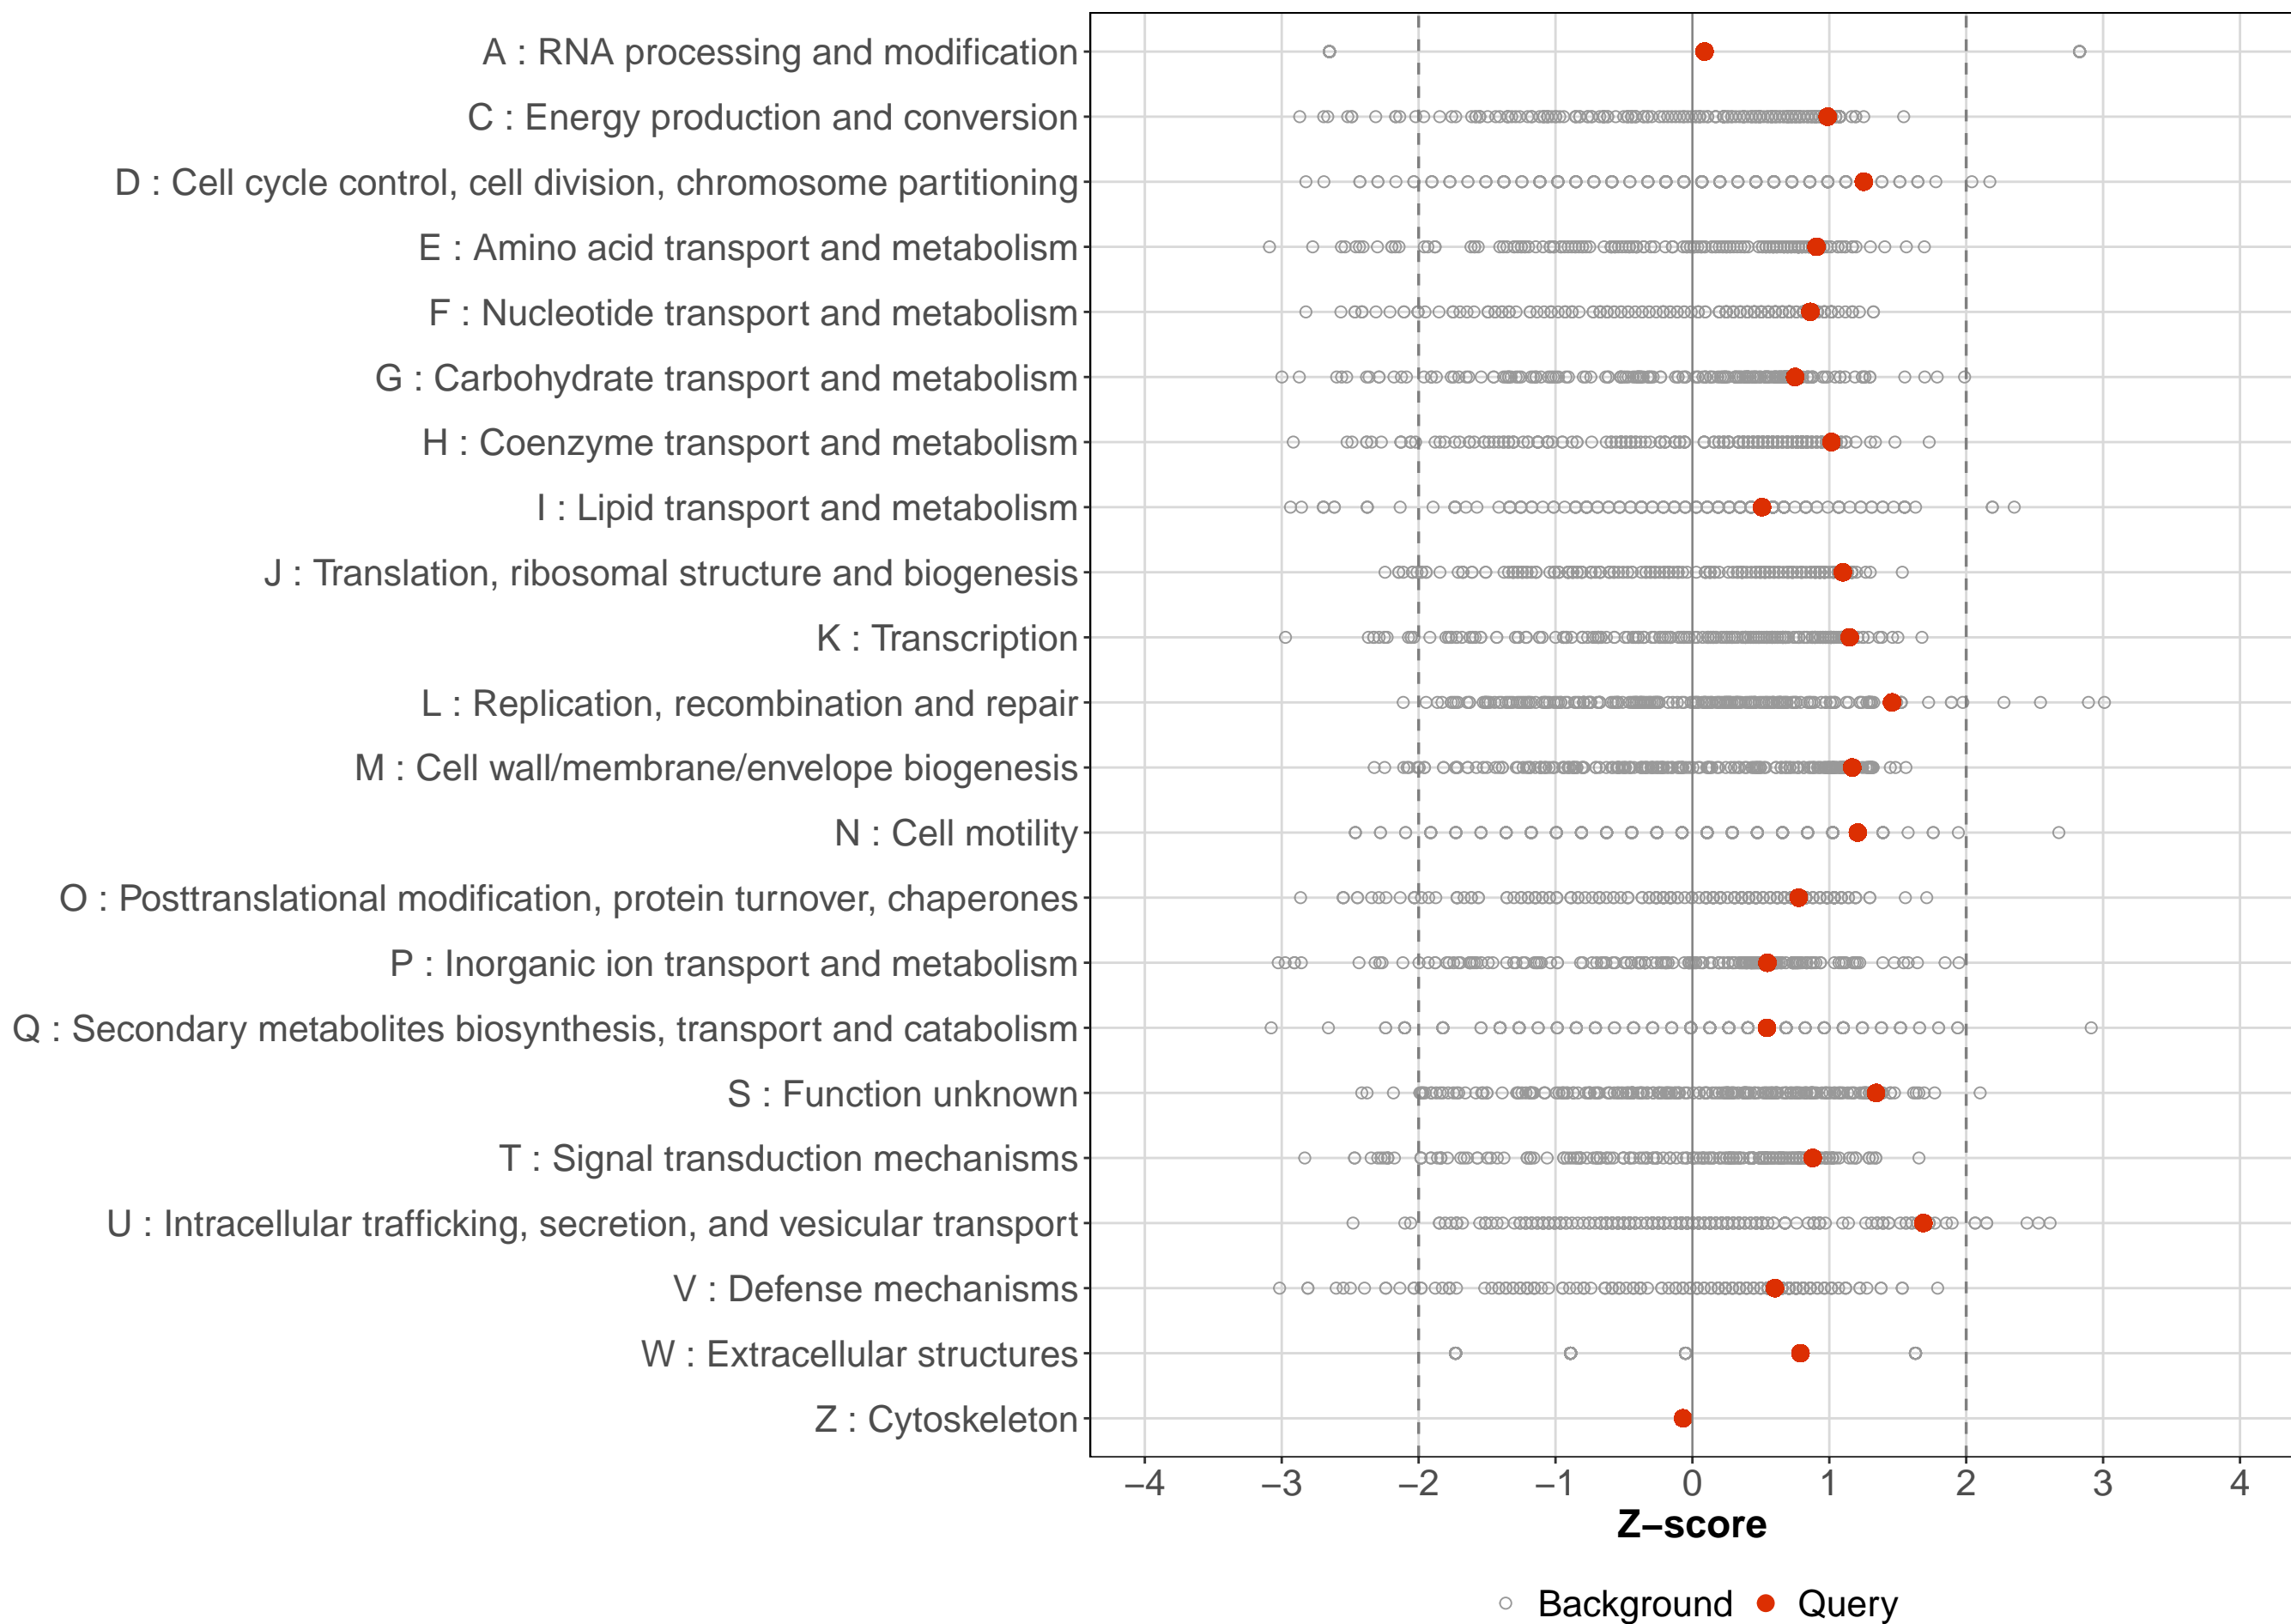 A : RNA processing and modification
C : Energy production and conversion
D : Cell cycle control, cell division, chromosome partitioning
E : Amino acid transport and metabolism
F : Nucleotide transport and metabolism
G : Carbohydrate transport and metabolism
H : Coenzyme transport and metabolism
I : Lipid transport and metabolism
J : Translation, ribosomal structure and biogenesis
K : Transcription
L : Replication, recombination and repair
M : Cell wall/membrane/envelope biogenesis
N : Cell motility
O : Posttranslational modification, protein turnover, chaperones
P : Inorganic ion transport and metabolism
Q : Secondary metabolites biosynthesis, transport and catabolism
S : Function unknown
T : Signal transduction mechanisms
U : Intracellular trafficking, secretion, and vesicular transport
V : Defense mechanisms
W : Extracellular structures
Z : Cytoskeleton
−4 −3 −2 −1 0 1 2 3 4
Z−score
Background Query